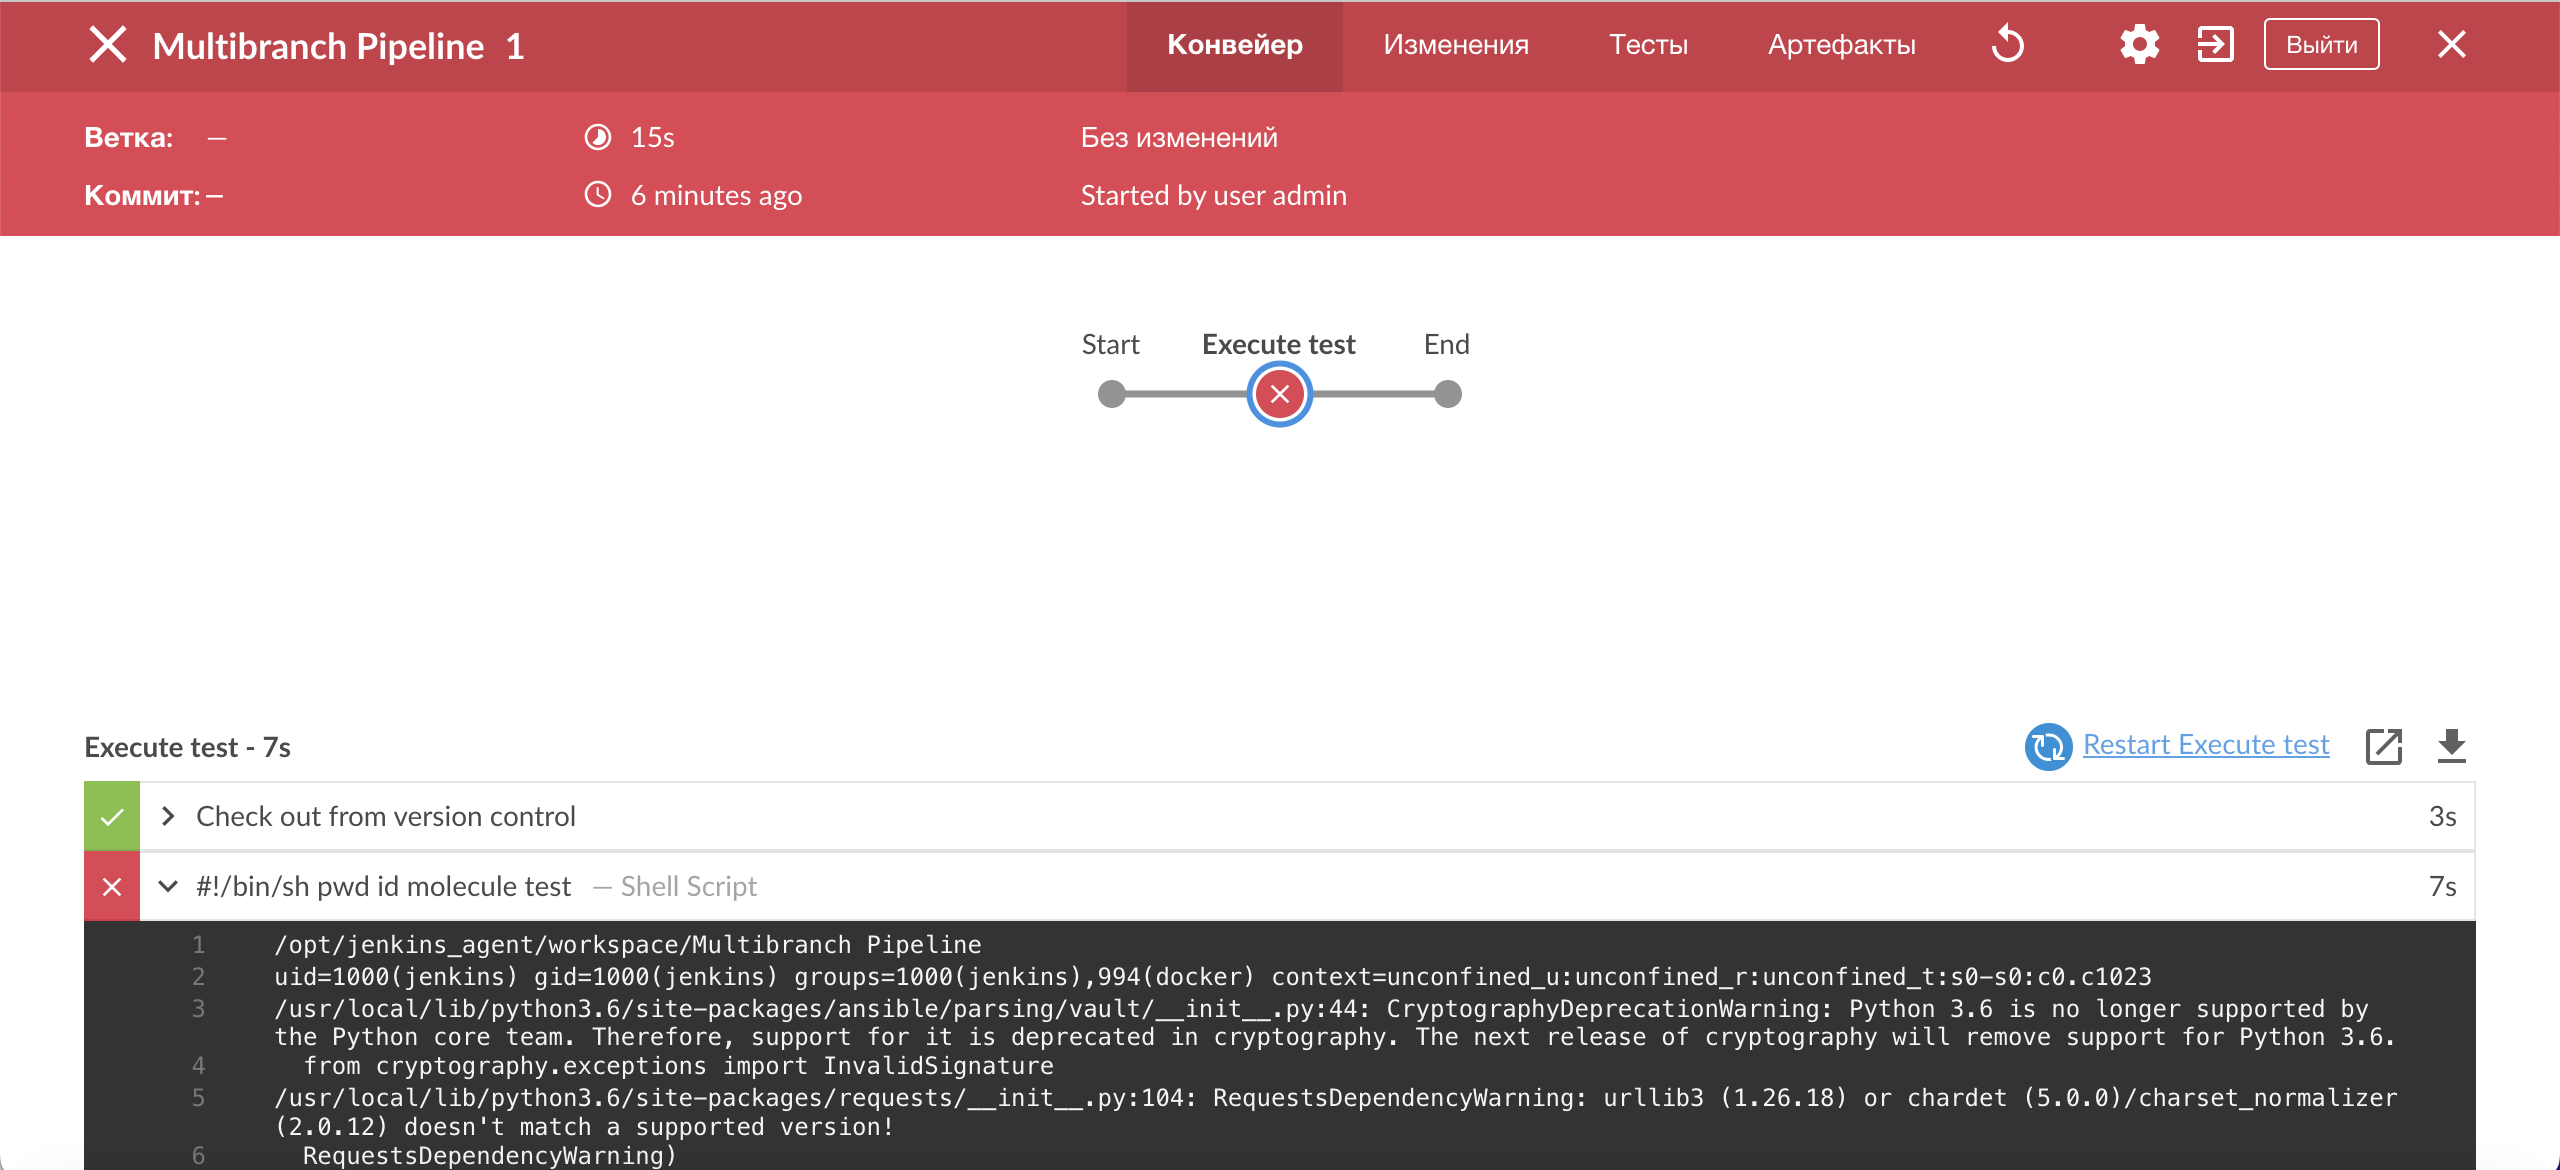 Multibranch Pipeline 1
Конвейер
Изменения
Тесты
Артефакты
Выйти
Ветка: —
15s
Без изменений
Коммит: —
6 minutes ago
Started by user admin
Start
Execute test
End
Execute test - 7s
Restart Execute test
Check out from version control
3s
#!/bin/sh pwd id molecule test — Shell Script
7s
1 /opt/jenkins_agent/workspace/Multibranch Pipeline
2 uid=1000(jenkins) gid=1000(jenkins) groups=1000(jenkins),994(docker) context=unconfined_u:unconfined_r:unconfined_t:s0-s0:c0.c1023
3 /usr/local/lib/python3.6/site-packages/ansible/parsing/vault/__init__.py:44: CryptographyDeprecationWarning: Python 3.6 is no longer supported by
the Python core team. Therefore, support for it is deprecated in cryptography. The next release of cryptography will remove support for Python 3.6.
4 from cryptography.exceptions import InvalidSignature
5 /usr/local/lib/python3.6/site-packages/requests/__init__.py:104: RequestsDependencyWarning: urllib3 (1.26.18) or chardet (5.0.0)/charset_normalizer
(2.0.12) doesn't match a supported version!
6 RequestsDependencyWarning)